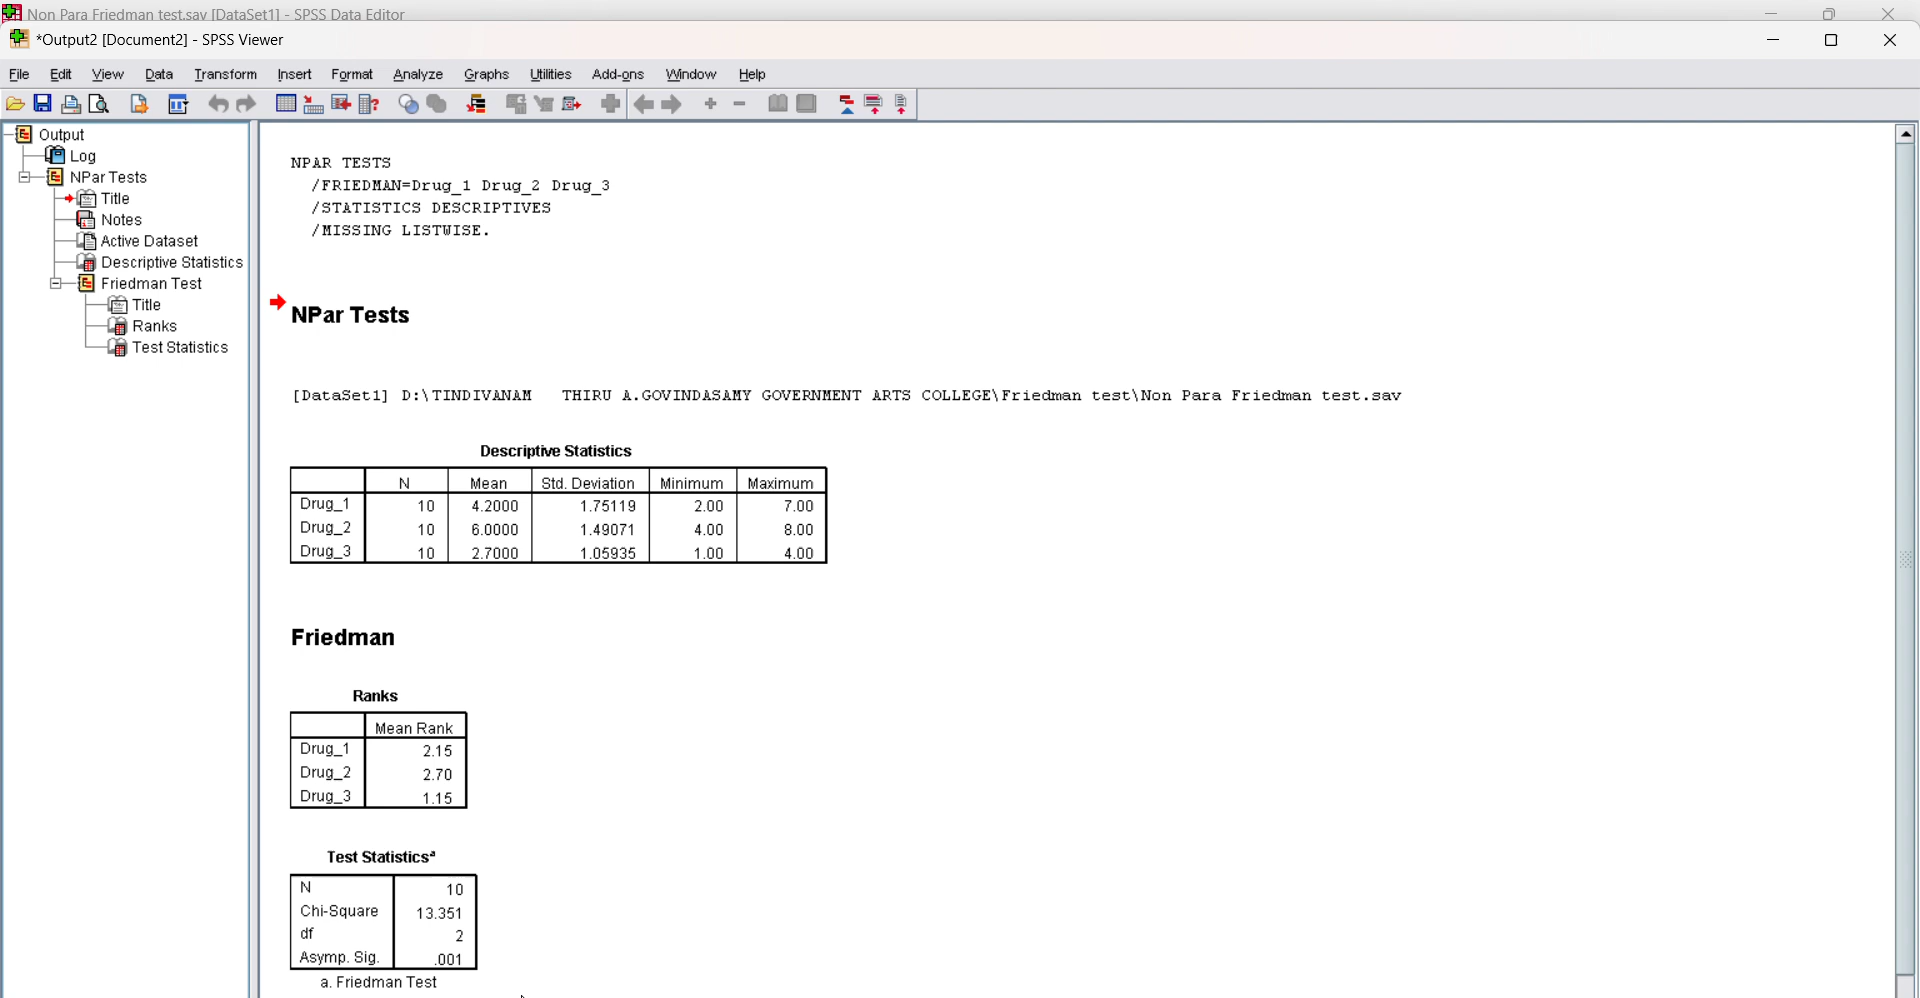 Non Para Friedman test.sav [DataSet1] - SPSS Data Editor
*Output2 [Document2] - SPSS Viewer
File Edit View Data Transform Insert Format Analyze Graphs Utilities Add-ons Window Help
Output
Log
NPar Tests
Title
Notes
Active Dataset
Descriptive Statistics
Friedman Test
Title
Ranks
Test Statistics
NPAR TESTS
/FRIEDMAN=Drug_1 Drug_2 Drug_3
/STATISTICS DESCRIPTIVES
/MISSING LISTWISE.
NPar Tests
[DataSet1] D:\TINDIVANAM THIRU A.GOVINDASAMY GOVERNMENT ARTS COLLEGE\Friedman test\Non Para Friedman test.sav
Descriptive Statistics
N Mean Std. Deviation Minimum Maximum
Drug_1 10 4.2000 1.75119 2.00 7.00
Drug_2 10 6.0000 1.49071 4.00 8.00
Drug_3 10 2.7000 1.05935 1.00 4.00
Friedman
Ranks
Mean Rank
Drug_1 2.15
Drug_2 2.70
Drug_3 1.15
Test Statisticsª
N 10
Chi-Square 13.351
df 2
Asymp. Sig. .001
a. Friedman Test